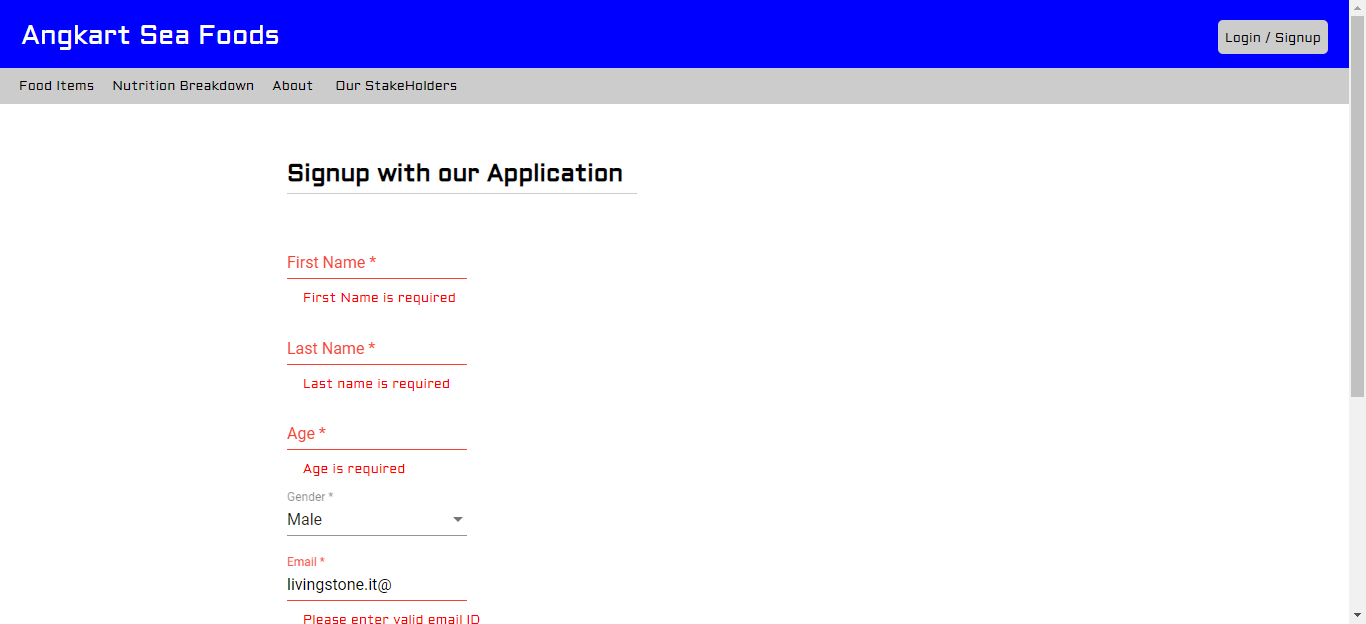 Angkart Sea Foods
Login / Signup
Food Items Nutrition Breakdown About Our StakeHolders
Signup with our Application
First Name *
First Name is required
Last Name *
Last name is required
Age *
Age is required
Gender *
Male
Email *
livingstone.it@
Please enter valid email ID